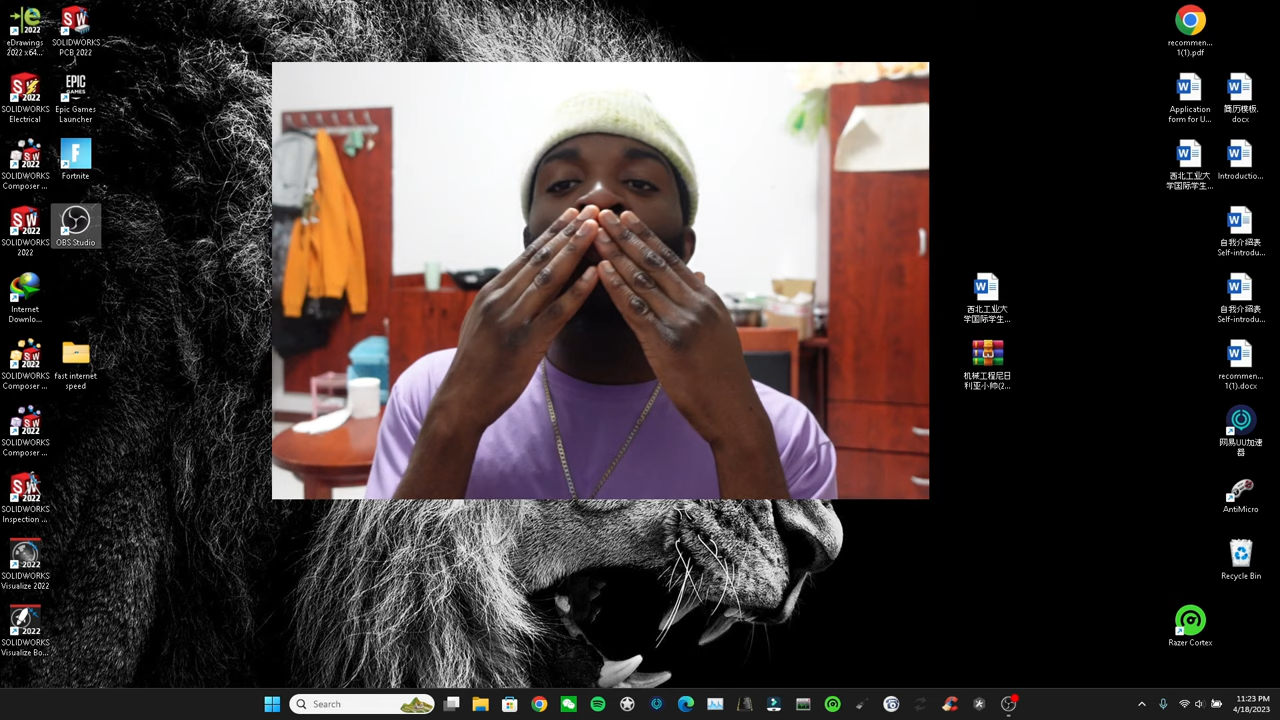 eDrawings
2022 x64...
SOLIDWORKS
PCB 2022
SOLIDWORKS
Electrical
Epic Games
Launcher
SOLIDWORKS
Composer ...
Fortnite
SOLIDWORKS
2022
OBS Studio
Internet
Downlo...
SOLIDWORKS
Composer ...
fast internet
speed
SOLIDWORKS
Composer ...
SOLIDWORKS
Inspection ...
SOLIDWORKS
Visualize 2022
SOLIDWORKS
Visualize Bo...
西北工业大
学国际学生...
机械工程尼日
利亚小帅(2...
recommen...
1(1).pdf
Application
form for U...
简历模板.
docx
西北工业大
学国际学生...
Introductio...
自我介绍表
Self-introdu...
自我介绍表
Self-introdu...
recommen...
1(1).docx
网易UU加速
器
AntiMicro
Recycle Bin
Razer Cortex
Search
11:23 PM
4/18/2023